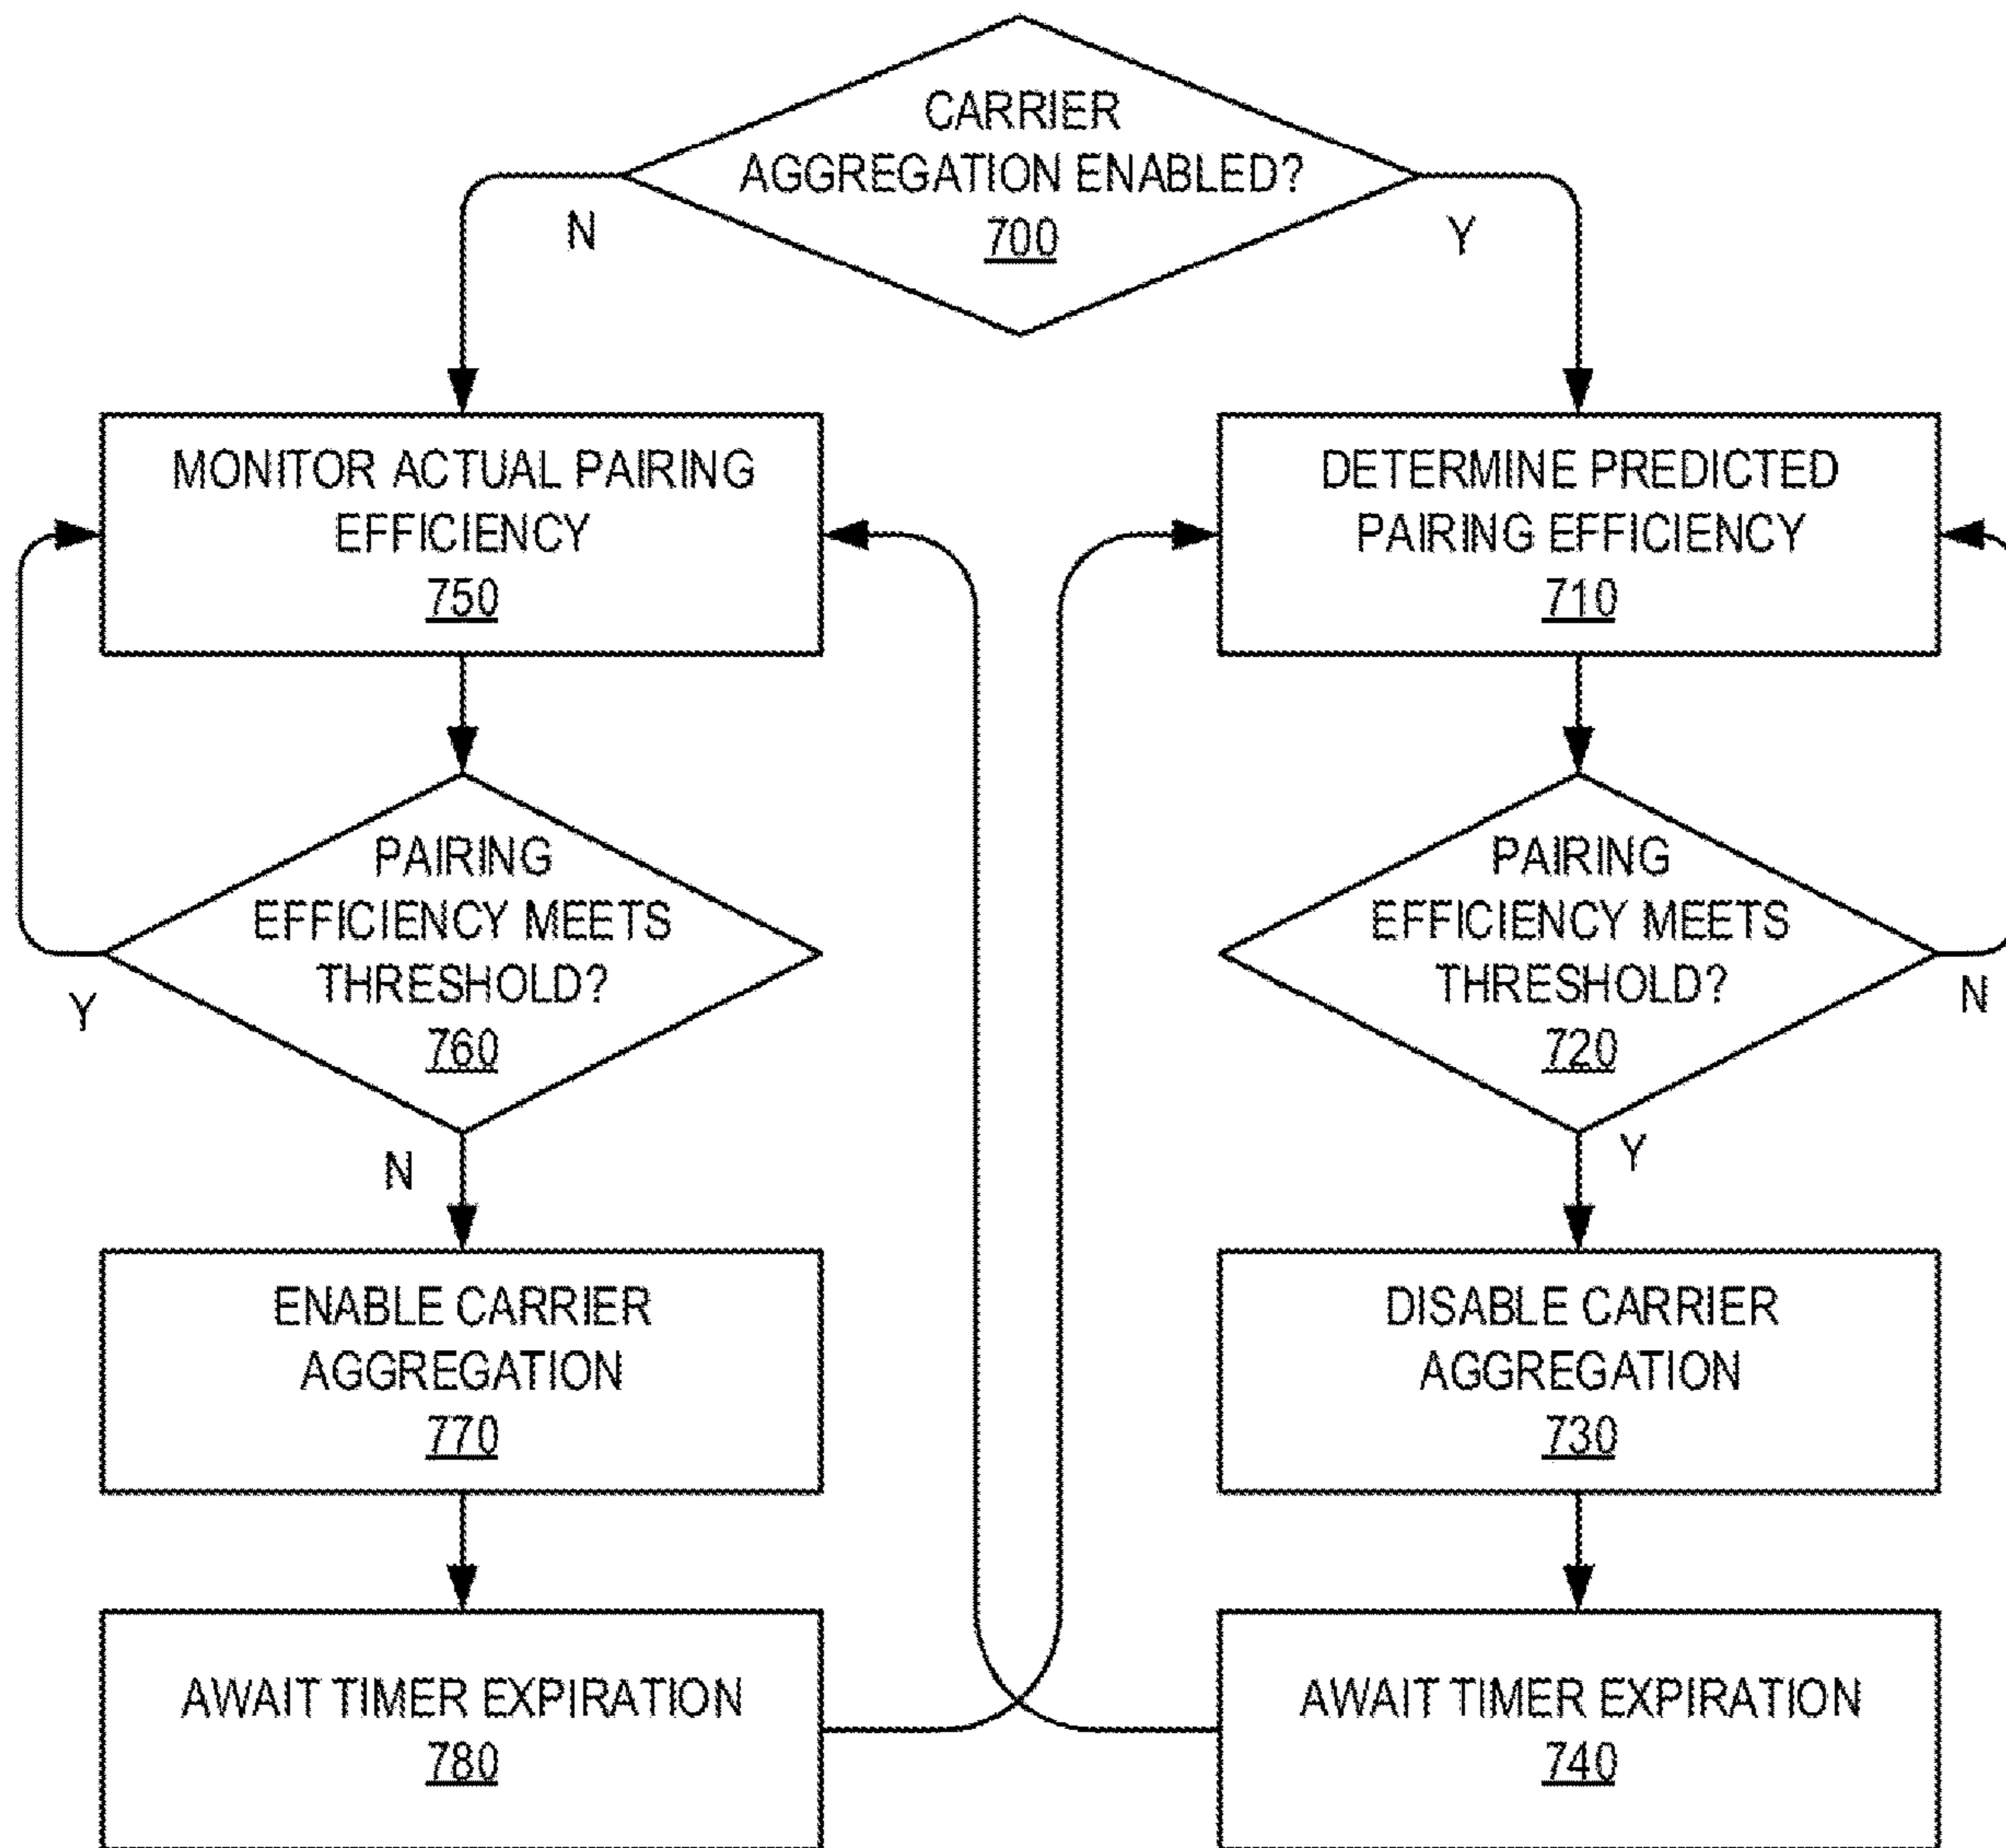 CARRIER
AGGREGATION ENABLED?
700
N
Y
MONITOR ACTUAL PAIRING
EFFICIENCY
750
DETERMINE PREDICTED
PAIRING EFFICIENCY
710
PAIRING
EFFICIENCY MEETS
THRESHOLD?
760
Y
N
PAIRING
EFFICIENCY MEETS
THRESHOLD?
720
N
Y
ENABLE CARRIER
AGGREGATION
770
DISABLE CARRIER
AGGREGATION
730
AWAIT TIMER EXPIRATION
780
AWAIT TIMER EXPIRATION
740